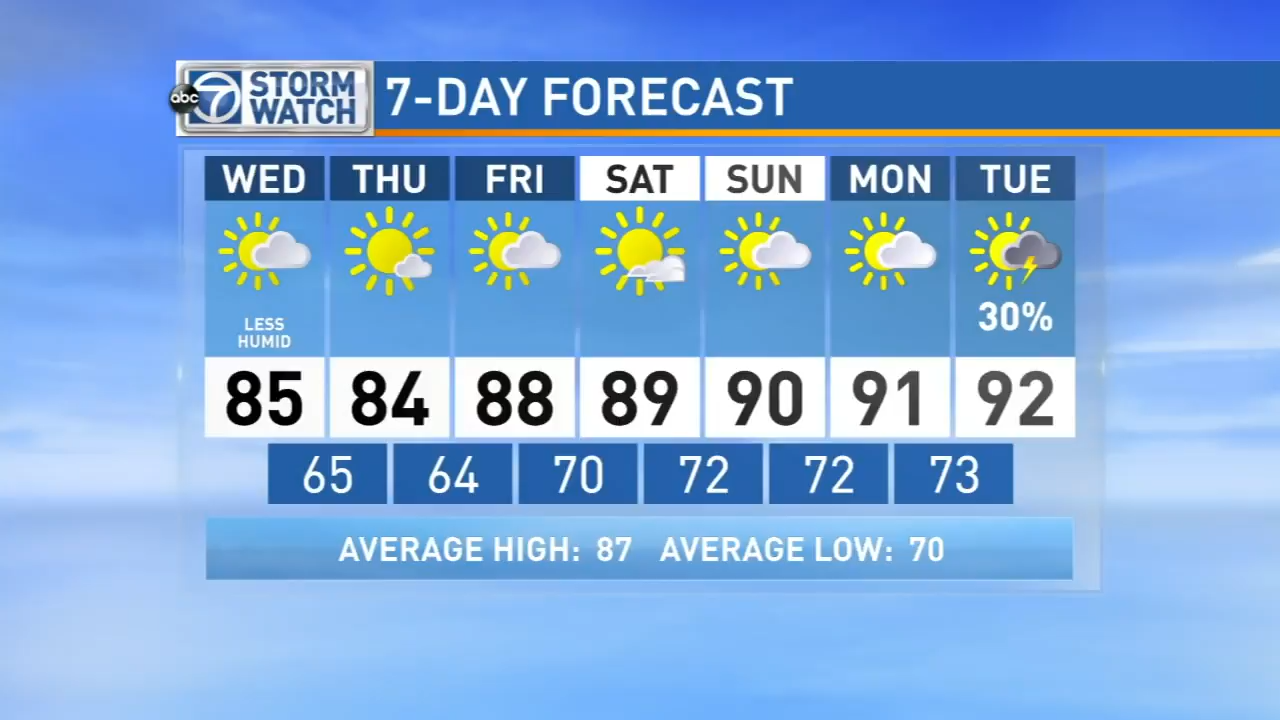 abc 7 STORM WATCH
7-DAY FORECAST
WED THU FRI SAT SUN MON TUE
30%
LESS
HUMID
85 84 88 89 90 91 92
65 64 70 72 72 73
AVERAGE HIGH: 87 AVERAGE LOW: 70